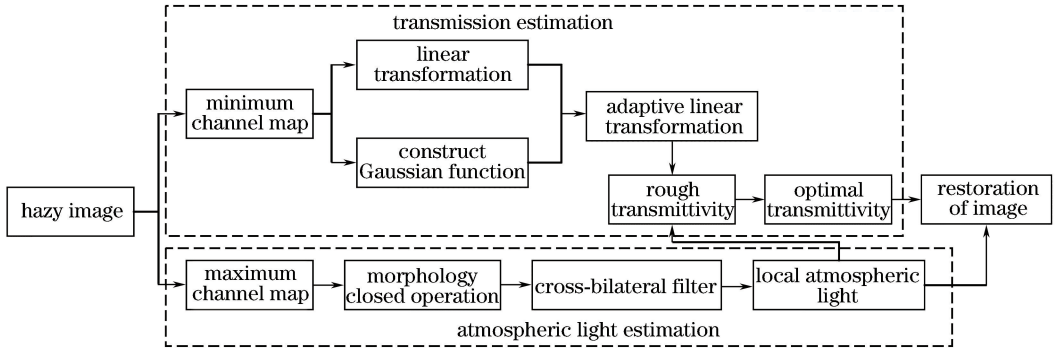 transmission estimation
linear
transformation
minimum
channel map
adaptive linear
transformation
construct
Gaussian function
hazy image
rough
transmittivity
optimal
transmittivity
restoration
of image
maximum
channel map
morphology
closed operation
cross-bilateral filter
local atmospheric
light
atmospheric light estimation